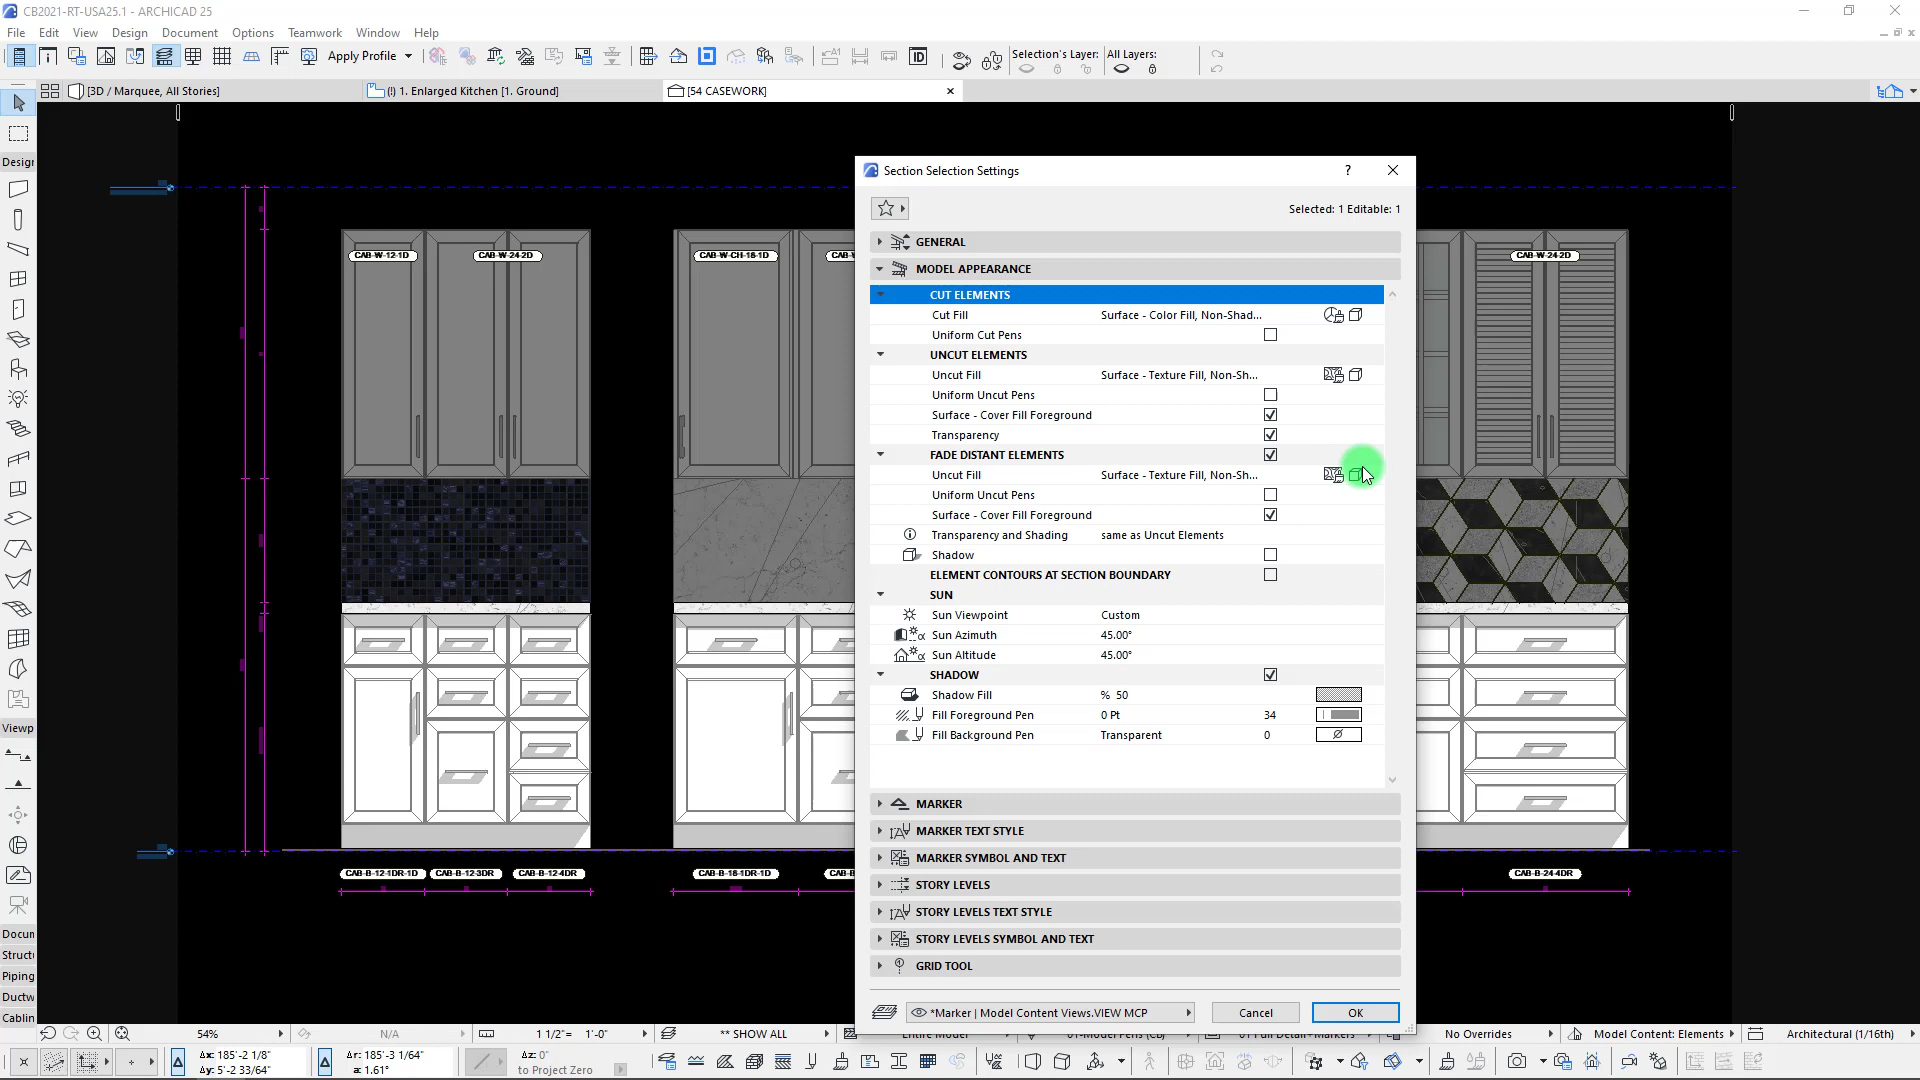 CB2021-RT-USA25.1 - ARCHICAD 25
File Edit View Design Document Options Teamwork Window Help
Apply Profile
Selection's Layer: All Layers:
[3D / Marquee, All Stories]
(!) 1. Enlarged Kitchen [1. Ground]
[54 CASEWORK]
Design
Section Selection Settings
?
Selected: 1 Editable: 1
GENERAL
MODEL APPEARANCE
CUT ELEMENTS
Cut Fill Surface - Color Fill, Non-Shad...
Uniform Cut Pens
UNCUT ELEMENTS
Uncut Fill Surface - Texture Fill, Non-Sh...
Uniform Uncut Pens
Surface - Cover Fill Foreground
Transparency
FADE DISTANT ELEMENTS
Uncut Fill Surface - Texture Fill, Non-Sh...
Uniform Uncut Pens
Surface - Cover Fill Foreground
Transparency and Shading same as Uncut Elements
Shadow
ELEMENT CONTOURS AT SECTION BOUNDARY
SUN
Sun Viewpoint Custom
Sun Azimuth 45.00°
Sun Altitude 45.00°
SHADOW
Shadow Fill % 50
Fill Foreground Pen 0 Pt 34
Fill Background Pen Transparent 0
MARKER
MARKER TEXT STYLE
MARKER SYMBOL AND TEXT
STORY LEVELS
STORY LEVELS TEXT STYLE
STORY LEVELS SYMBOL AND TEXT
GRID TOOL
*Marker | Model Content Views.VIEW MCP
Cancel
OK
CAB-W-12-1D
CAB-W-24-2D
CAB-W-CH-18-1D
CAB-W
CAB-W-24-2D
CAB-B-12-1DR-1D
CAB-B-12-3DR
CAB-B-12-4DR
CAB-B-18-1DR-1D
CAB-B
CAB-B-24-4DR
Viewp
Docum
Struct
Piping
Ductw
Cablin
54%
N/A
1 1/2"= 1'-0"
** SHOW ALL
No Overrides
Model Content: Elements
Architectural (1/16th)
Δx: 185'-2 1/8"
Δy: 5'-2 33/64"
Δr: 185'-3 1/64"
a: 1.61°
Δz: 0"
to Project Zero
ID